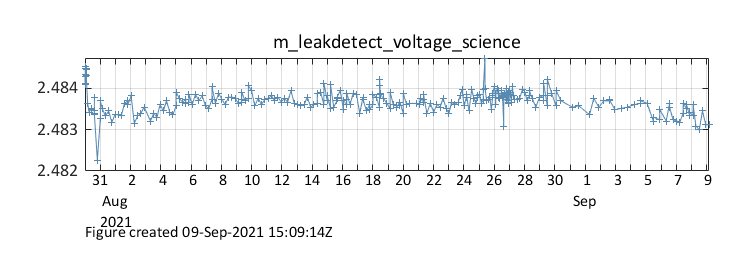 m_leakdetect_voltage_science
2.484
2.483
2.482
31 2 4 6 8 10 12 14 16 18 20 22 24 26 28 30 1 3 5 7 9
Aug Sep
2021
Figure created 09-Sep-2021 15:09:14Z